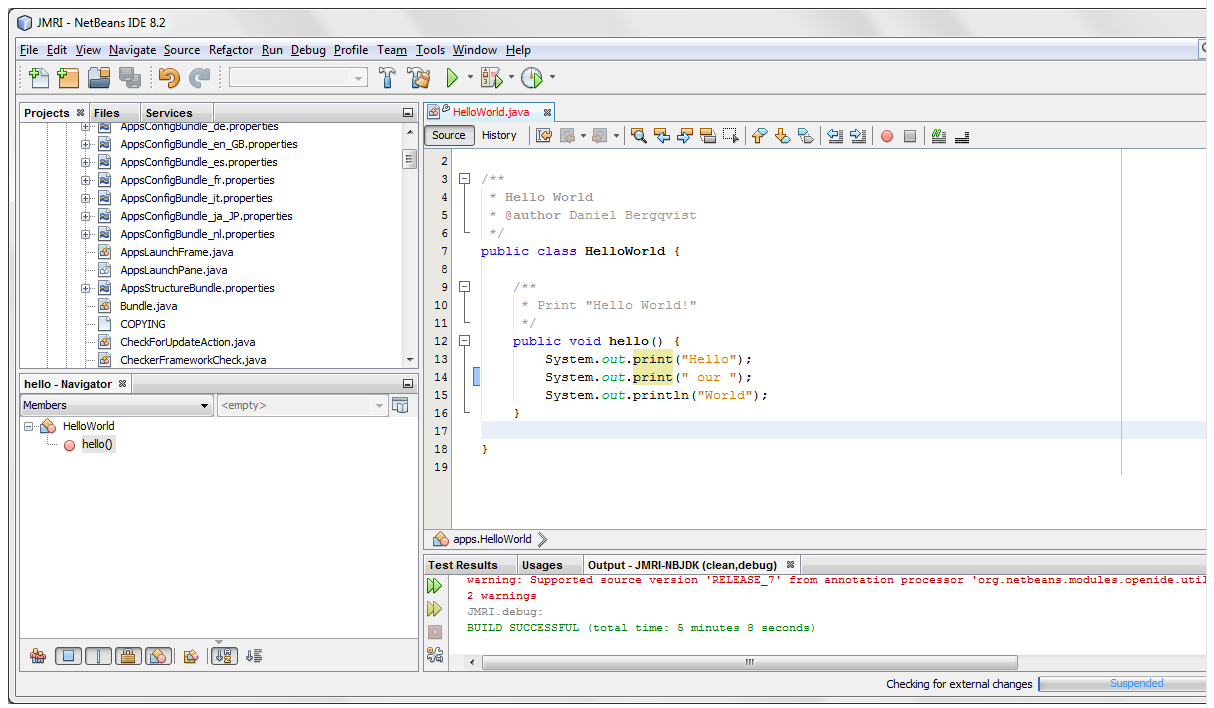 JMRI - NetBeans IDE 8.2
File Edit View Navigate Source Refactor Run Debug Profile Team Tools Window Help
Projects Files Services
AppsConfigBundle_de.properties
AppsConfigBundle_en_GB.properties
AppsConfigBundle_es.properties
AppsConfigBundle_fr.properties
AppsConfigBundle_it.properties
AppsConfigBundle_ja_JP.properties
AppsConfigBundle_nl.properties
AppsLaunchFrame.java
AppsLaunchPane.java
AppsStructureBundle.properties
Bundle.java
COPYING
CheckForUpdateAction.java
CheckerFrameworkCheck.java
hello - Navigator
Members <empty>
HelloWorld
hello()
HelloWorld.java
Source History
2
3 /**
4 * Hello World
5 * @author Daniel Bergqvist
6 */
7 public class HelloWorld {
8
9 /**
10 * Print "Hello World!"
11 */
12 public void hello() {
13 System.out.print("Hello");
14 System.out.print(" our ");
15 System.out.println("World");
16 }
17
18 }
19
apps.HelloWorld
Test Results Usages Output - JMRI-NBJDK (clean,debug)
warning: Supported source version 'RELEASE_7' from annotation processor 'org.netbeans.modules.openide.util
2 warnings
JMRI.debug:
BUILD SUCCESSFUL (total time: 5 minutes 8 seconds)
Checking for external changes Suspended